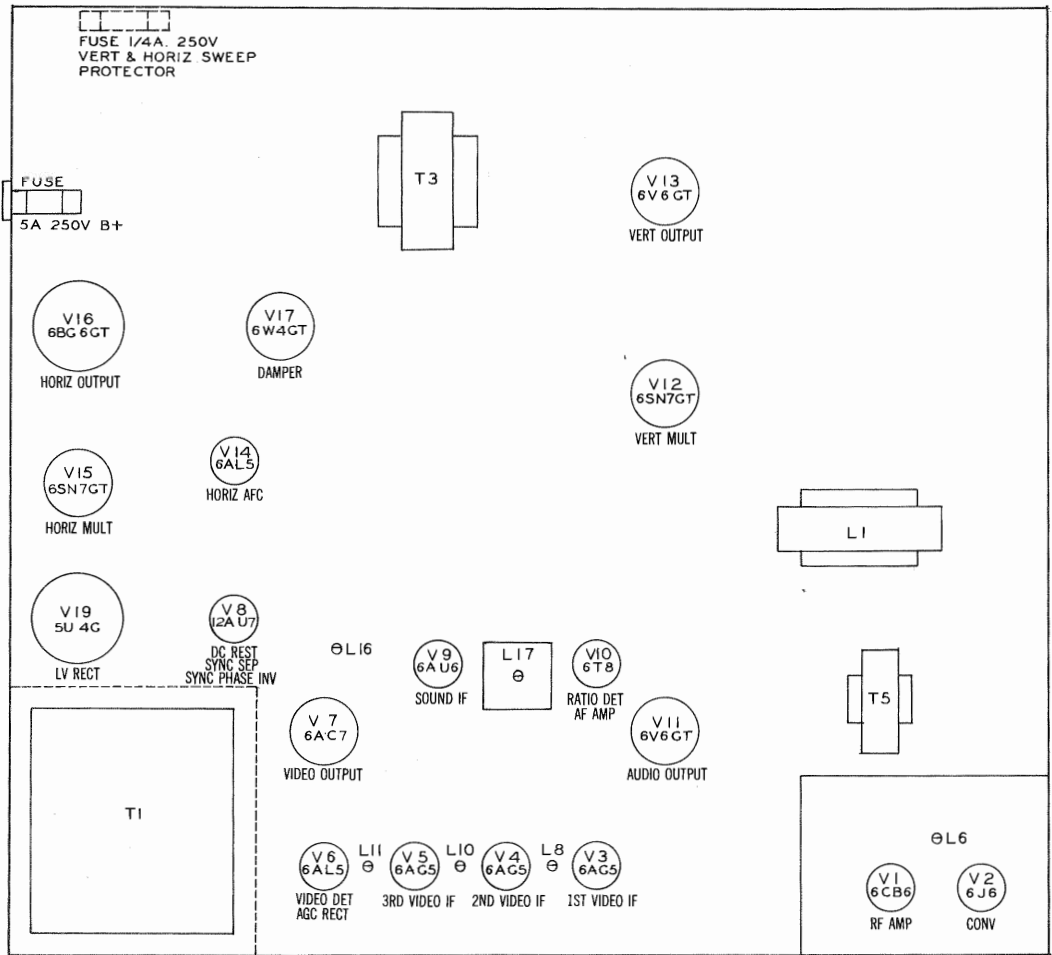 FUSE 1/4A. 250V
VERT & HORIZ SWEEP
PROTECTOR
T3
FUSE
5A 250V B+
V13
6V6GT
VERT OUTPUT
V16
6BG6GT
HORIZ OUTPUT
V17
6W4GT
DAMPER
V12
6SN7GT
VERT MULT
V14
6AL5
HORIZ AFC
V15
6SN7GT
HORIZ MULT
L1
V19
5U4G
LV RECT
V8
12AU7
DC REST
SYNC SEP
SYNC PHASE INV
L16
V9
6AU6
SOUND IF
L17
V10
6T8
RATIO DET
AF AMP
T5
V7
6AC7
VIDEO OUTPUT
V11
6V6GT
AUDIO OUTPUT
T1
V6
6AL5
VIDEO DET
AGC RECT
L11
V5
6AG5
3RD VIDEO IF
L10
V4
6AG5
2ND VIDEO IF
L8
V3
6AG5
1ST VIDEO IF
L6
V1
6CB6
RF AMP
V2
6J6
CONV